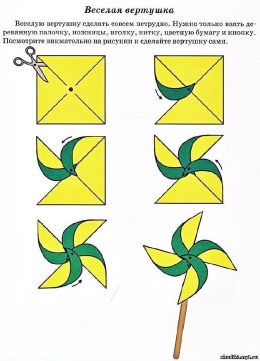 Веселая вертушка
Веселую вертушку сделать совсем нетрудно. Нужно только взять де-
ревянную палочку, ножницы, иголку, нитку, цветную бумагу и кнопку.
Посмотрите внимательно на рисунки и сделайте вертушку сами.